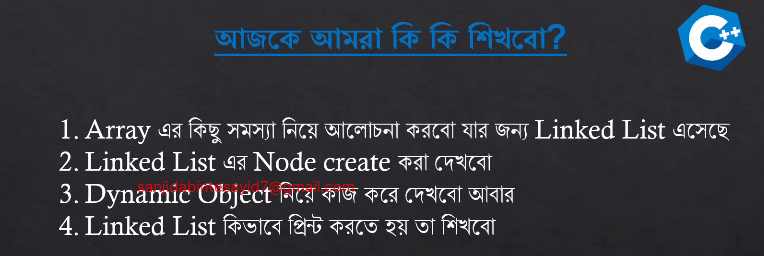 আজকে আমরা কি কি শিখবো?
C++
1. Array এর কিছু সমস্যা নিয়ে আলোচনা করবো যার জন্য Linked List এসেছে
2. Linked List এর Node create করা দেখবো
3. Dynamic Object নিয়ে কাজ করে দেখবো আবার
4. Linked List কিভাবে প্রিন্ট করতে হয় তা শিখবো